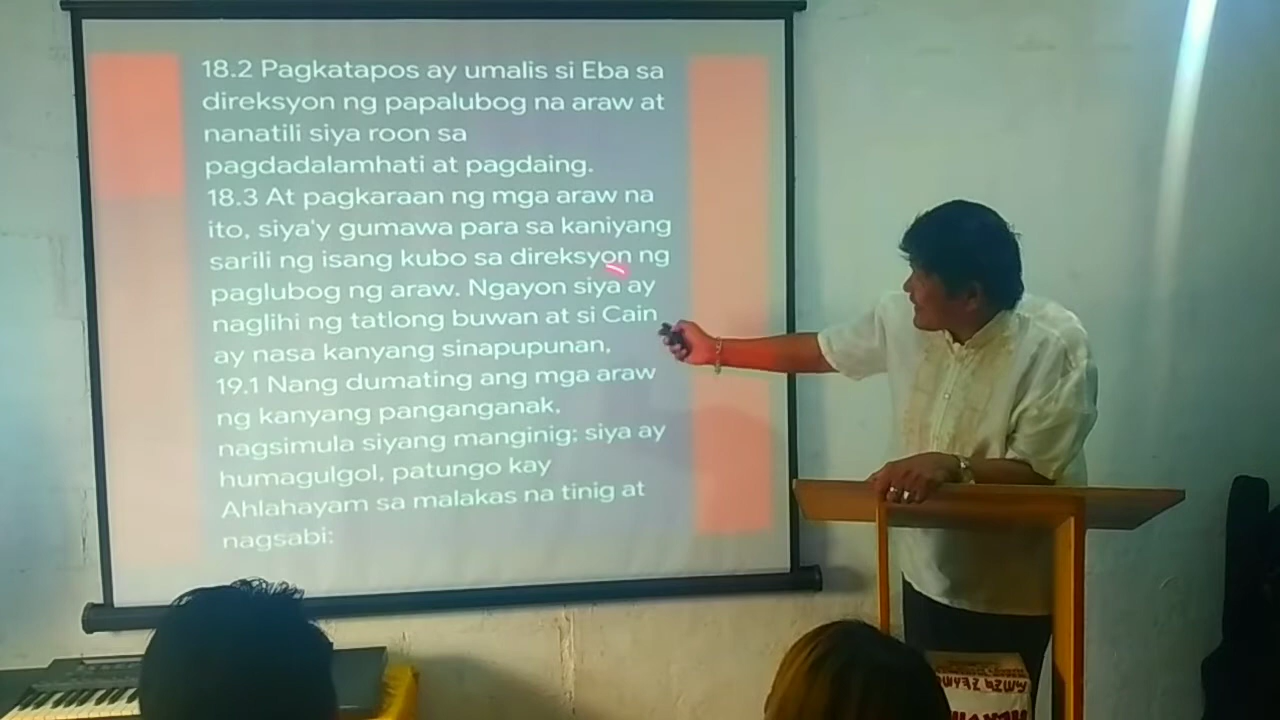 18.2 Pagkatapos ay umalis si Eba sa
direksyon ng papalubog na araw at
nanatili siya roon sa
pagdadalamhati at pagdaing.
18.3 At pagkaraan ng mga araw na
ito, siya'y gumawa para sa kaniyang
sarili ng isang kubo sa direksyon ng
paglubog ng araw. Ngayon siya ay
naglihi ng tatlong buwan at si Cain
ay nasa kanyang sinapupunan,
19.1 Nang dumating ang mga araw
ng kanyang panganganak,
nagsimula siyang manginig; siya ay
humagulgol, patungo kay
Ahlahayam sa malakas na tinig at
nagsabi: